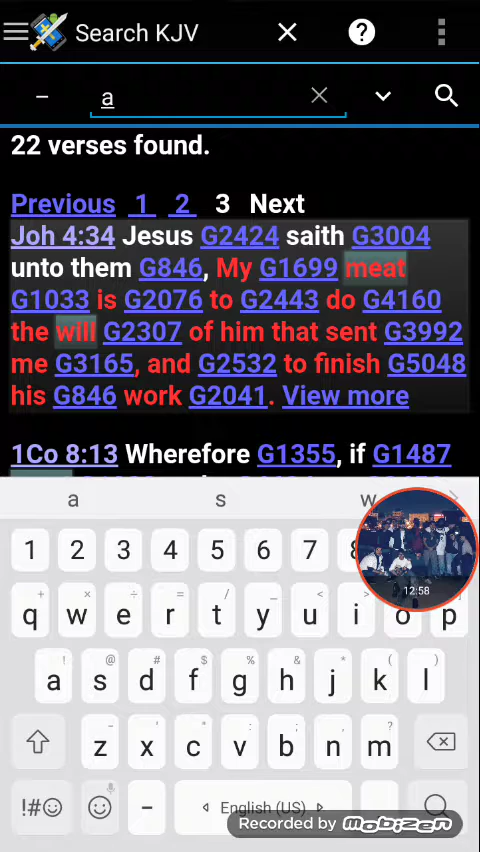 Search KJV
a
22 verses found.
Previous 1 2 3 Next
Joh 4:34 Jesus G2424 saith G3004
unto them G846, My G1699 meat
G1033 is G2076 to G2443 do G4160
the will G2307 of him that sent G3992
me G3165, and G2532 to finish G5048
his G846 work G2041. View more
1Co 8:13 Wherefore G1355, if G1487
a s w
1 2 3 4 5 6 7 8
q w e r t y u i o p
a s d f g h j k l
z x c v b n m
!#☺ English (US)
12:58
Recorded by mobizen